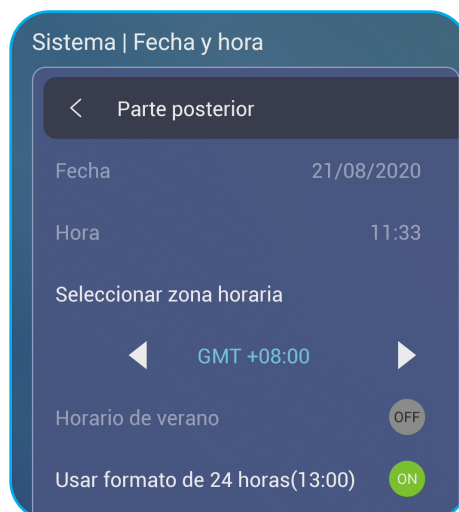 Sistema | Fecha y hora
Parte posterior
Fecha 21/08/2020
Hora 11:33
Seleccionar zona horaria
GMT +08:00
Horario de verano OFF
Usar formato de 24 horas(13:00) ON